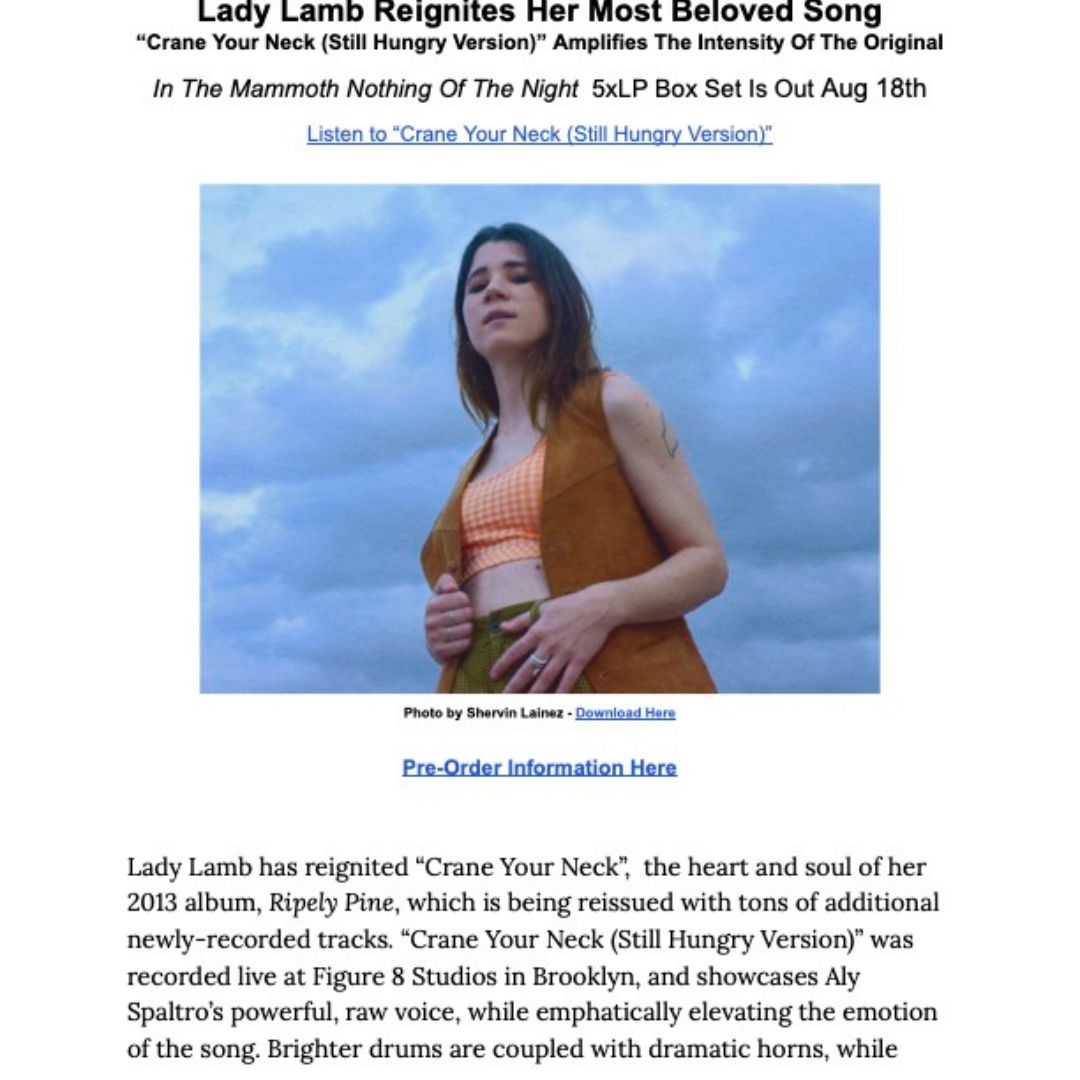 Lady Lamb Reignites Her Most Beloved Song
“Crane Your Neck (Still Hungry Version)” Amplifies The Intensity Of The Original
In The Mammoth Nothing Of The Night 5xLP Box Set Is Out Aug 18th
Listen to “Crane Your Neck (Still Hungry Version)”
Photo by Shervin Lainez - Download Here
Pre-Order Information Here
Lady Lamb has reignited “Crane Your Neck”, the heart and soul of her
2013 album, Ripely Pine, which is being reissued with tons of additional
newly-recorded tracks. “Crane Your Neck (Still Hungry Version)” was
recorded live at Figure 8 Studios in Brooklyn, and showcases Aly
Spaltro’s powerful, raw voice, while emphatically elevating the emotion
of the song. Brighter drums are coupled with dramatic horns, while